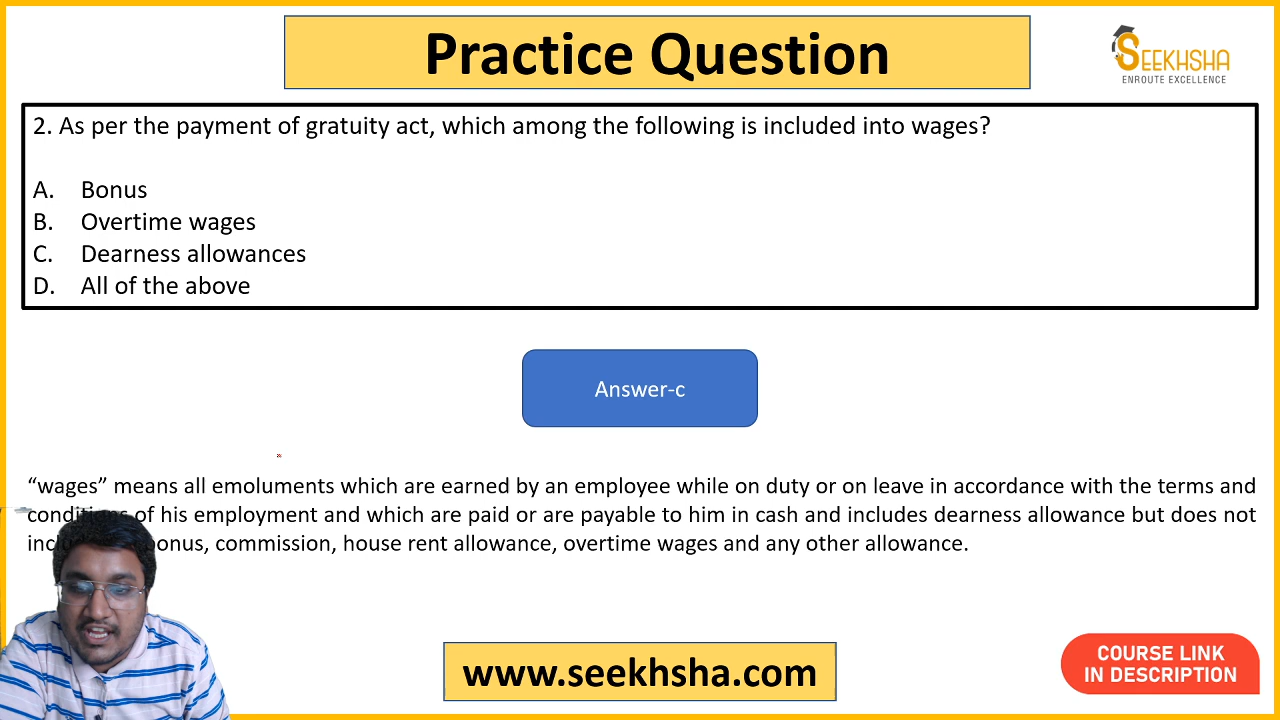 Practice Question
SEEKHSHA
ENROUTE EXCELLENCE
2. As per the payment of gratuity act, which among the following is included into wages?
A. Bonus
B. Overtime wages
C. Dearness allowances
D. All of the above
Answer-c
“wages” means all emoluments which are earned by an employee while on duty or on leave in accordance with the terms and
of his employment and which are paid or are payable to him in cash and includes dearness allowance but does not
bonus, commission, house rent allowance, overtime wages and any other allowance.
www.seekhsha.com
COURSE LINK
IN DESCRIPTION